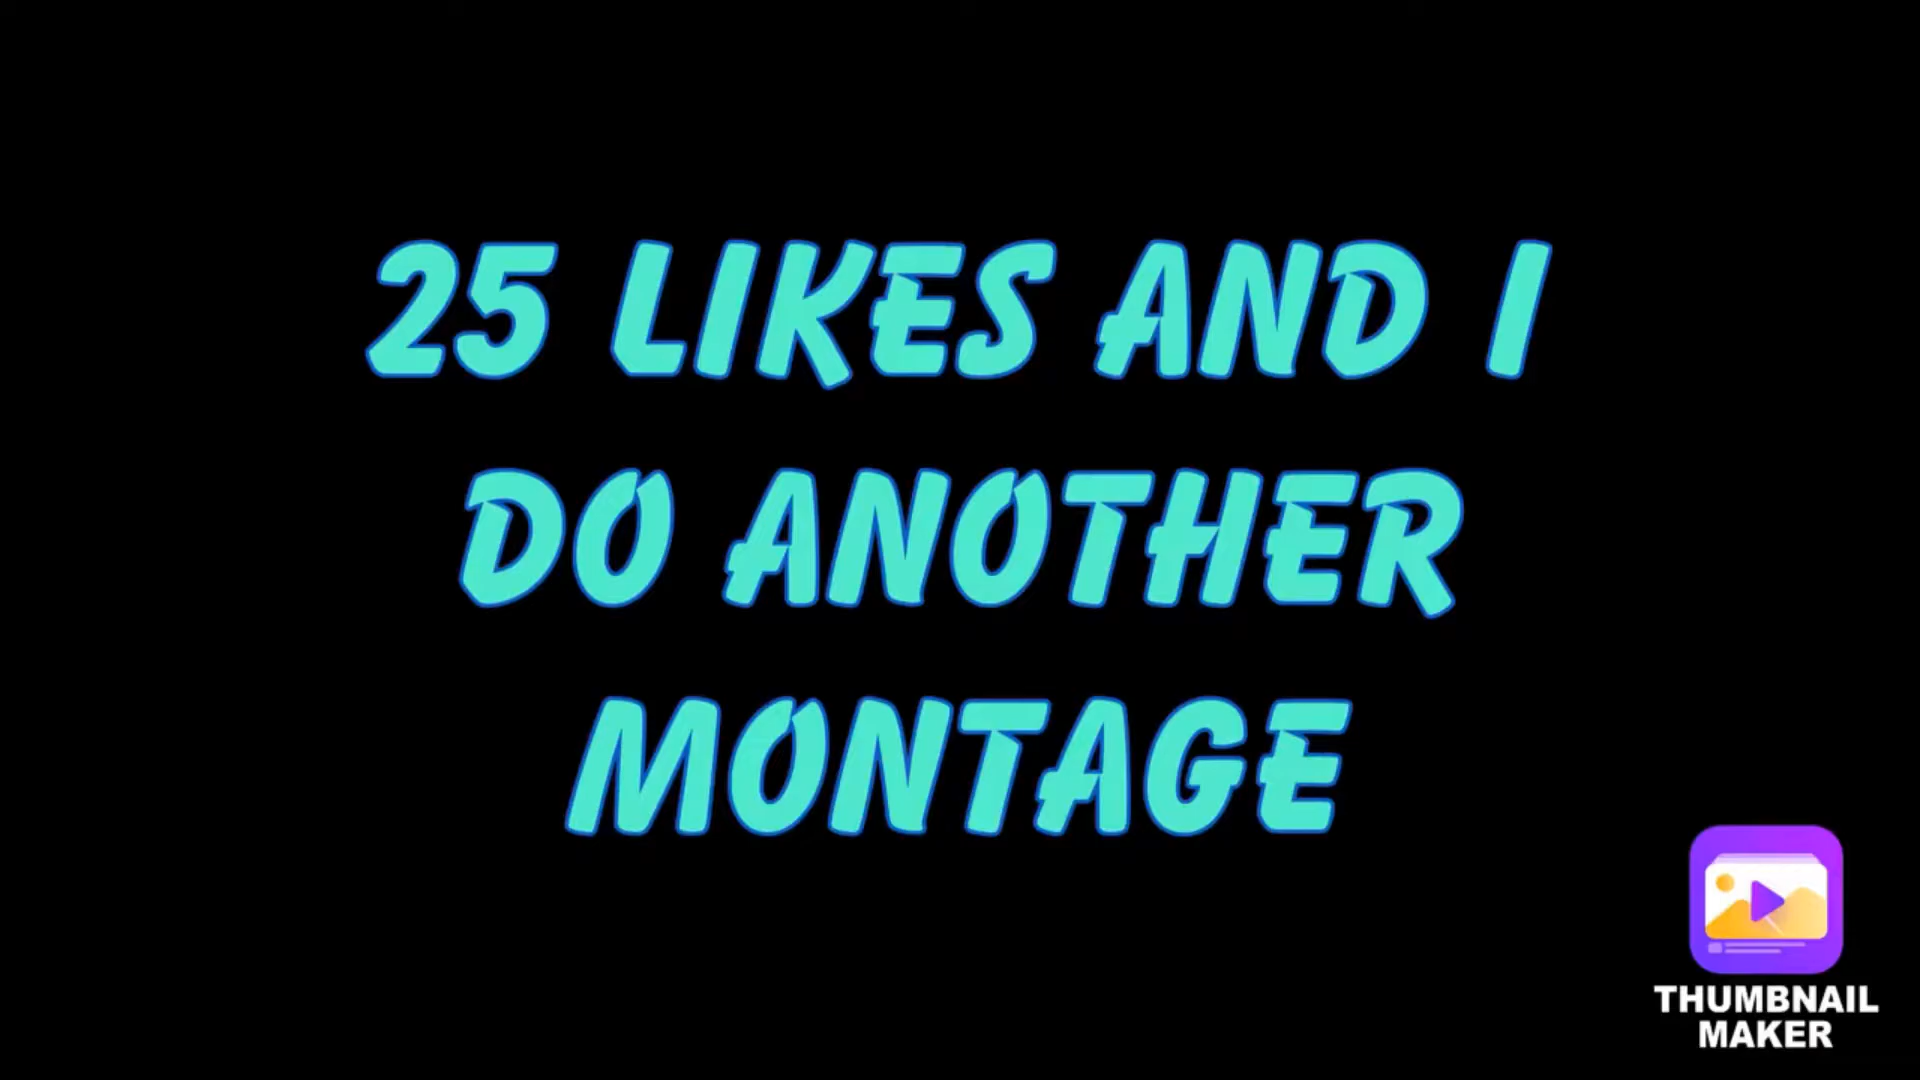 25 LIKES AND I
DO ANOTHER
MONTAGE
THUMBNAIL
MAKER